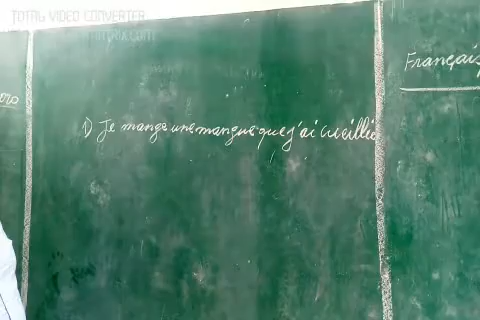 TOTAL VIDEO CONVERTER
Français
1) Je mange une mangue que j'ai cueillie